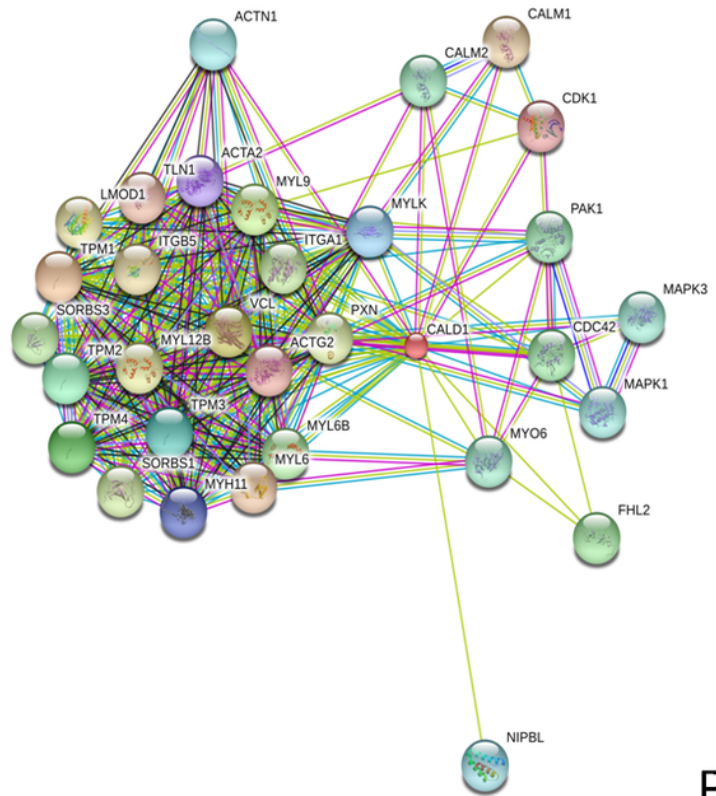 ACTN1
CALM1
CALM2
CDK1
TLN1
ACTA2
LMOD1
MYL9
MYLK
PAK1
TPM1
ITGB5
ITGA1
MAPK3
SORBS3
VCL
PXN
CALD1
CDC42
TPM2
MYL12B
ACTG2
MAPK1
TPM4
TPM3
MYL6B
MYO6
SORBS1
MYL6
MYH11
FHL2
NIPBL